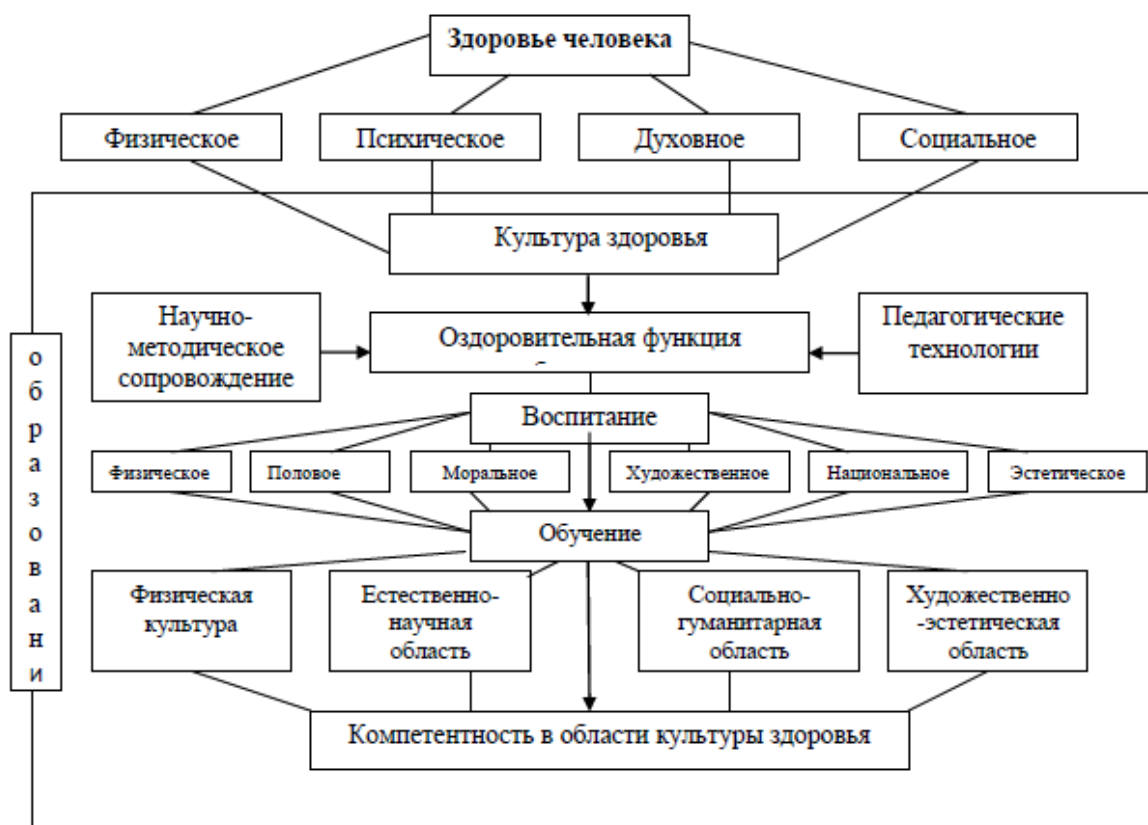 Здоровье человека
Физическое
Психическое
Духовное
Социальное
Культура здоровья
Научно-
методическое
сопровождение
Оздоровительная функция
Педагогические
технологии
Воспитание
Физическое
Половое
Моральное
Художественное
Национальное
Эстетическое
Обучение
Физическая
культура
Естественно-
научная
область
Социально-
гуманитарная
область
Художественно
-эстетическая
область
Компетентность в области культуры здоровья
о
б
р
а
з
о
в
а
н
и